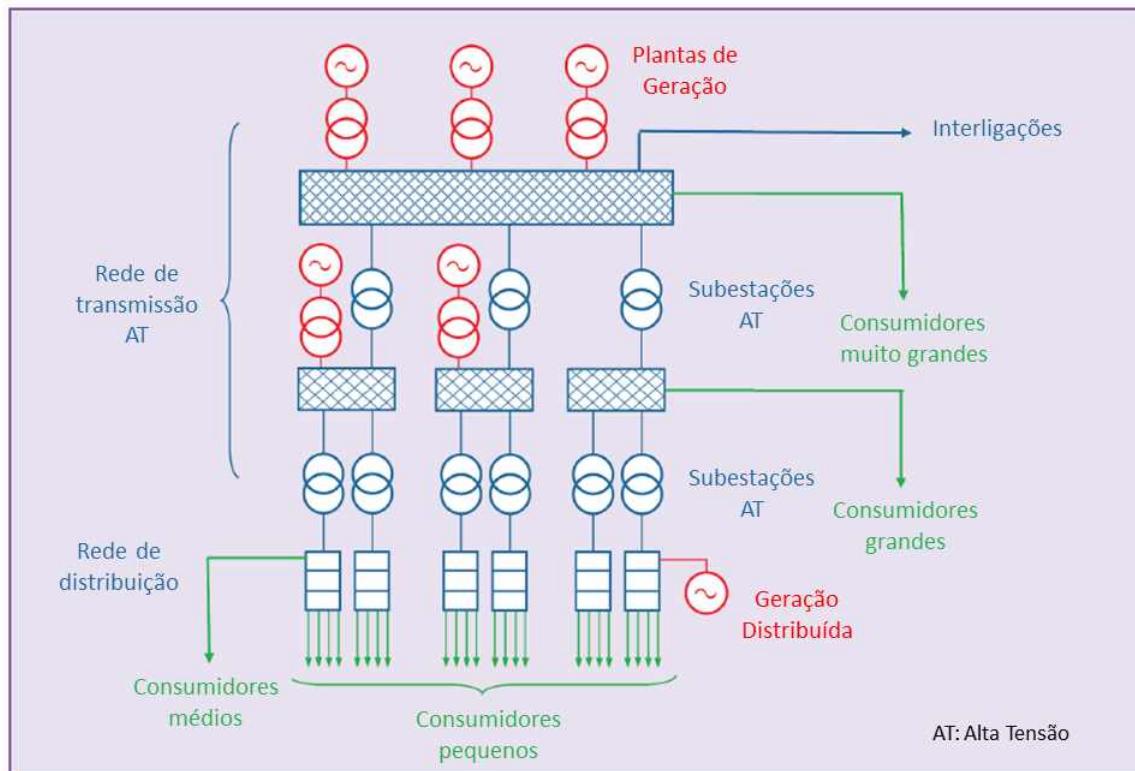 Plantas de
Geração
Interligações
Rede de
transmissão
AT
Subestações
AT
Consumidores
muito grandes
Subestações
AT
Consumidores
grandes
Rede de
distribuição
Geração
Distribuída
Consumidores
médios
Consumidores
pequenos
AT: Alta Tensão